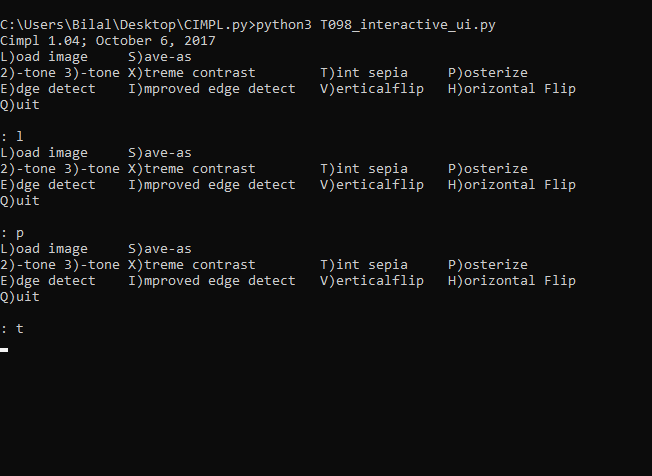 C:\Users\Bilal\Desktop\CIMPL.py>python3 T098_interactive_ui.py
Cimpl 1.04; October 6, 2017
L)oad image     S)ave-as
2)-tone 3)-tone X)treme contrast        T)int sepia     P)osterize
E)dge detect    I)mproved edge detect   V)erticalflip   H)orizontal Flip
Q)uit
: l
L)oad image     S)ave-as
2)-tone 3)-tone X)treme contrast        T)int sepia     P)osterize
E)dge detect    I)mproved edge detect   V)erticalflip   H)orizontal Flip
Q)uit
: p
L)oad image     S)ave-as
2)-tone 3)-tone X)treme contrast        T)int sepia     P)osterize
E)dge detect    I)mproved edge detect   V)erticalflip   H)orizontal Flip
Q)uit
: t